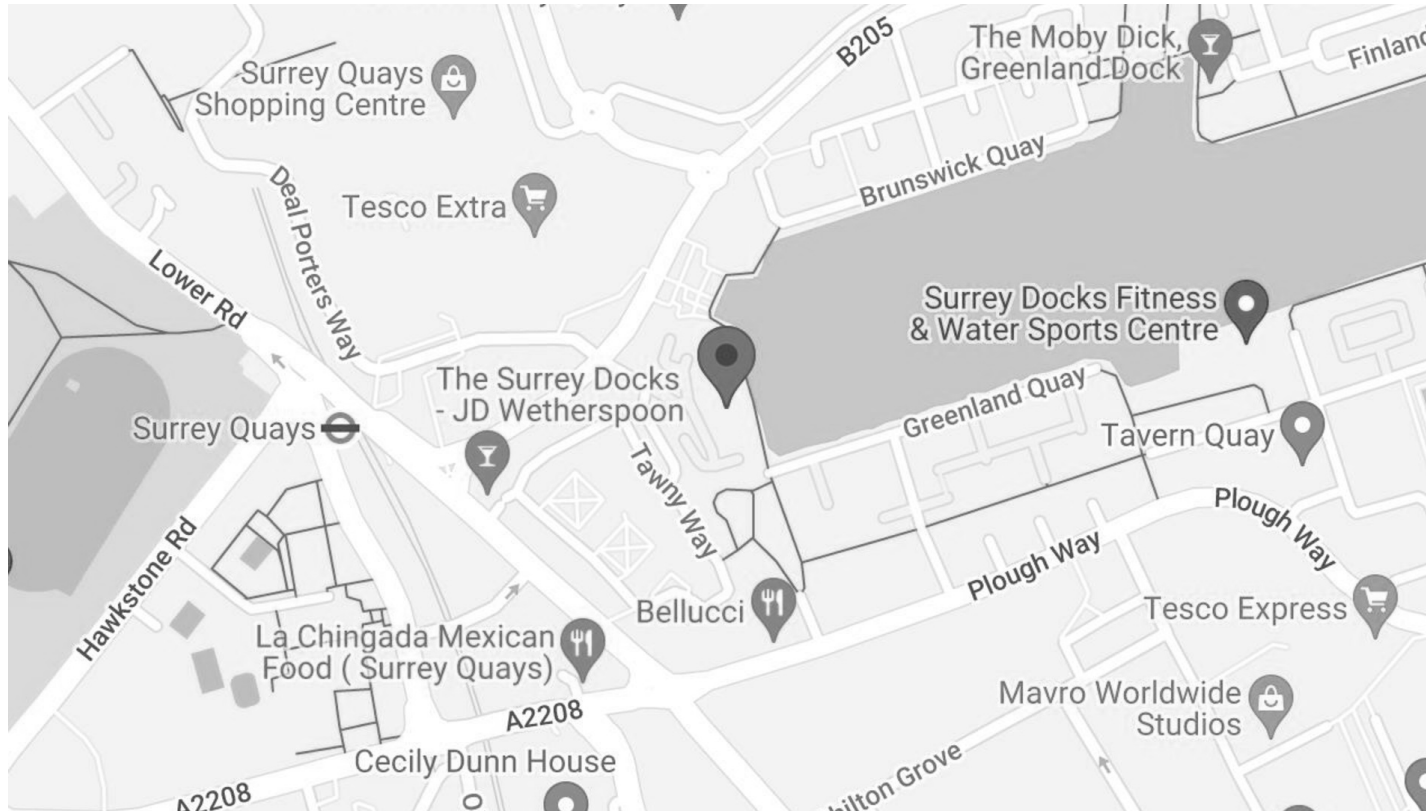 B205
The Moby Dick,
Greenland Dock
Finland
Surrey Quays
Shopping Centre
Brunswick Quay
Deal Porters Way
Tesco Extra
Lower Rd
Surrey Docks Fitness
& Water Sports Centre
The Surrey Docks
- JD Wetherspoon
Greenland Quay
Surrey Quays
Tavern Quay
Tawny Way
Plough Way
Hawkstone Rd
Plough Way
Bellucci
Tesco Express
La Chingada Mexican
Food ( Surrey Quays)
Mavro Worldwide
Studios
A2208
Cecily Dunn House
hilton Grove
A2208